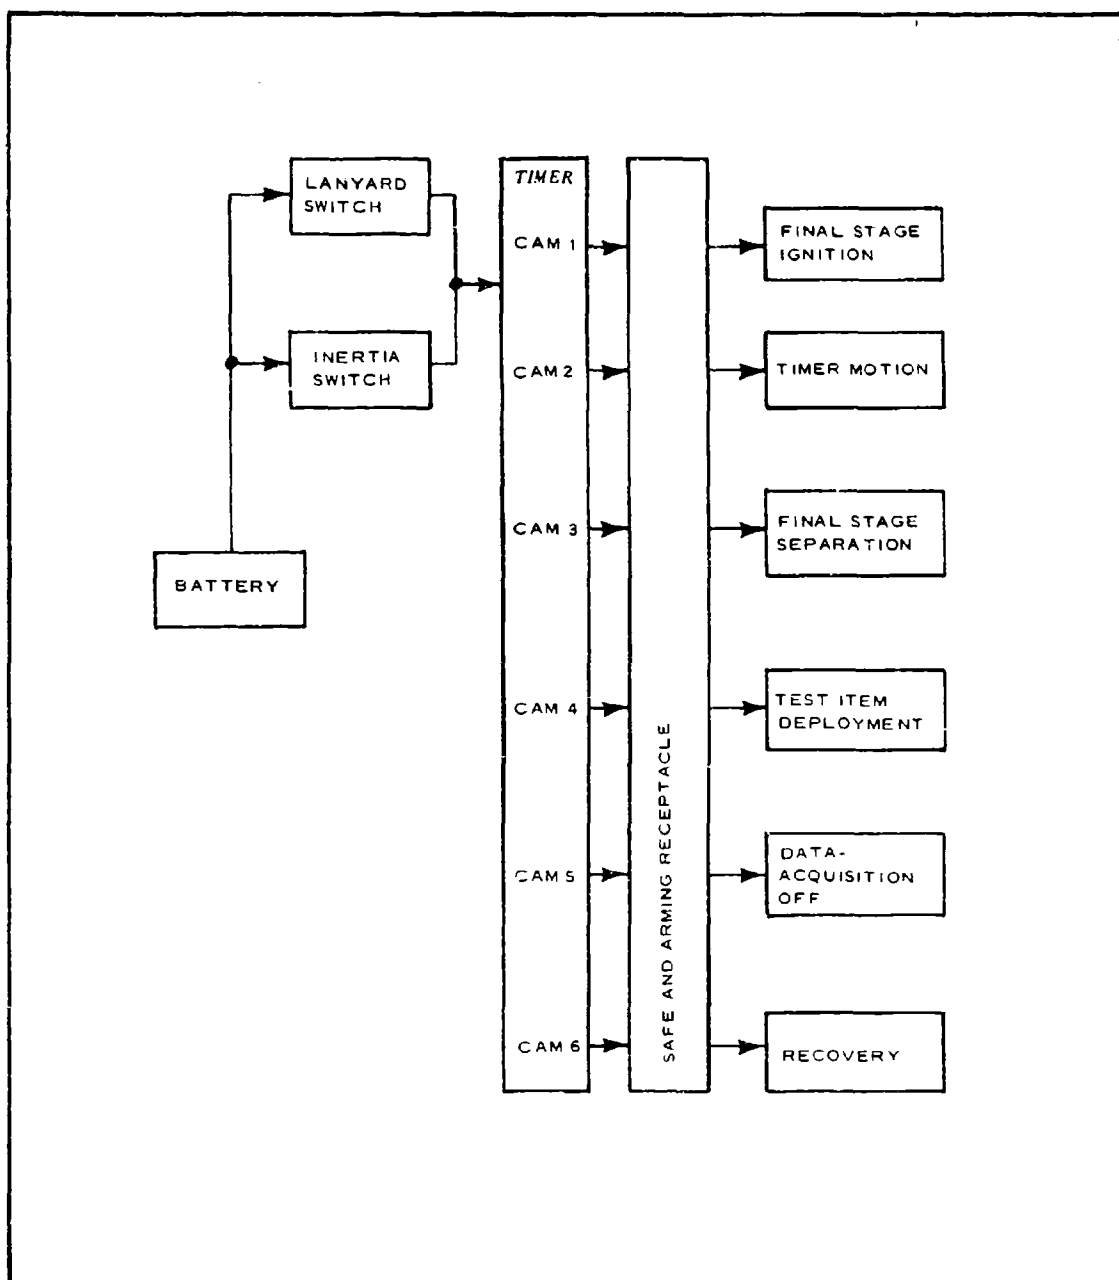 LANYARD
SWITCH
INERTIA
SWITCH
BATTERY
TIMER
CAM 1
CAM 2
CAM 3
CAM 4
CAM 5
CAM 6
SAFE AND ARMING RECEPTACLE
FINAL STAGE
IGNITION
TIMER MOTION
FINAL STAGE
SEPARATION
TEST ITEM
DEPLOYMENT
DATA-
ACQUISITION
OFF
RECOVERY